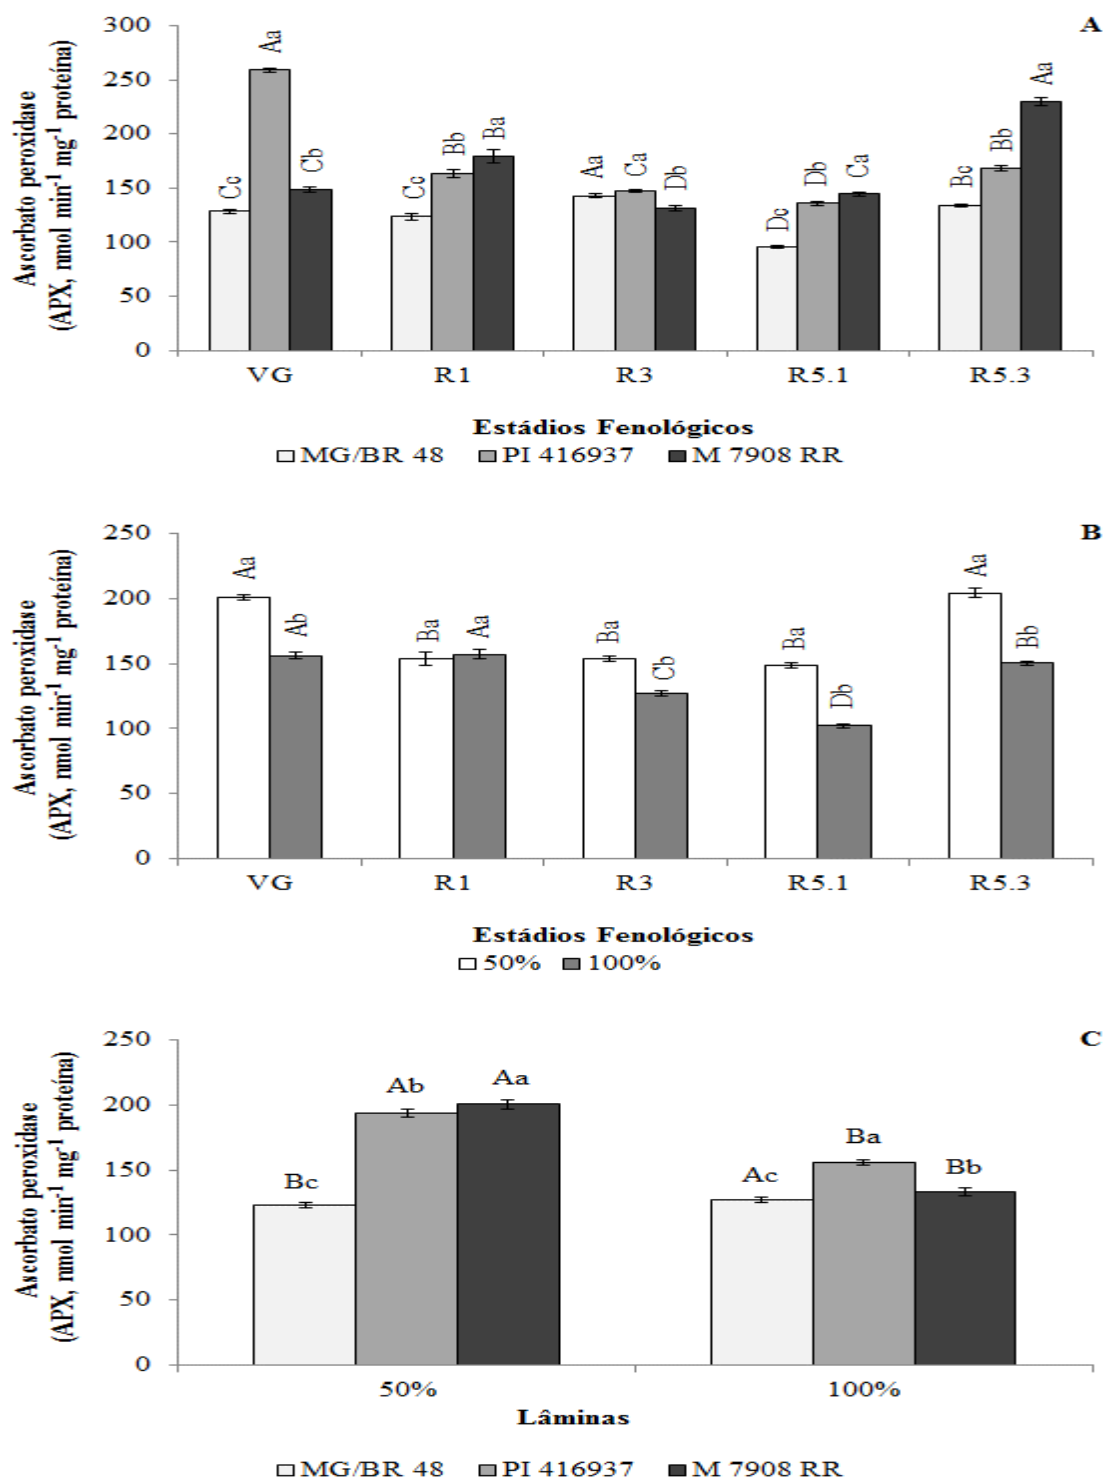 A
Ascorbato peroxidase
(APX, nmol min⁻¹ mg⁻¹ proteína)
300
250
200
150
100
50
0
Cc Aa Cb
Cc Bb Ba
Aa Ca Db
Dc Db Ca
Bc Bb Aa
VG R1 R3 R5.1 R5.3
Estádios Fenológicos
MG/BR 48 PI 416937 M 7908 RR
B
Ascorbato peroxidase
(APX, nmol min⁻¹ mg⁻¹ proteína)
250
200
150
100
50
0
Aa Ab
Ba Aa
Ba Cb
Ba Db
Aa Bb
VG R1 R3 R5.1 R5.3
Estádios Fenológicos
50% 100%
C
Ascorbato peroxidase
(APX, nmol min⁻¹ mg⁻¹ proteína)
250
200
150
100
50
0
Bc Ab Aa
Ac Ba Bb
50% 100%
Lâminas
MG/BR 48 PI 416937 M 7908 RR